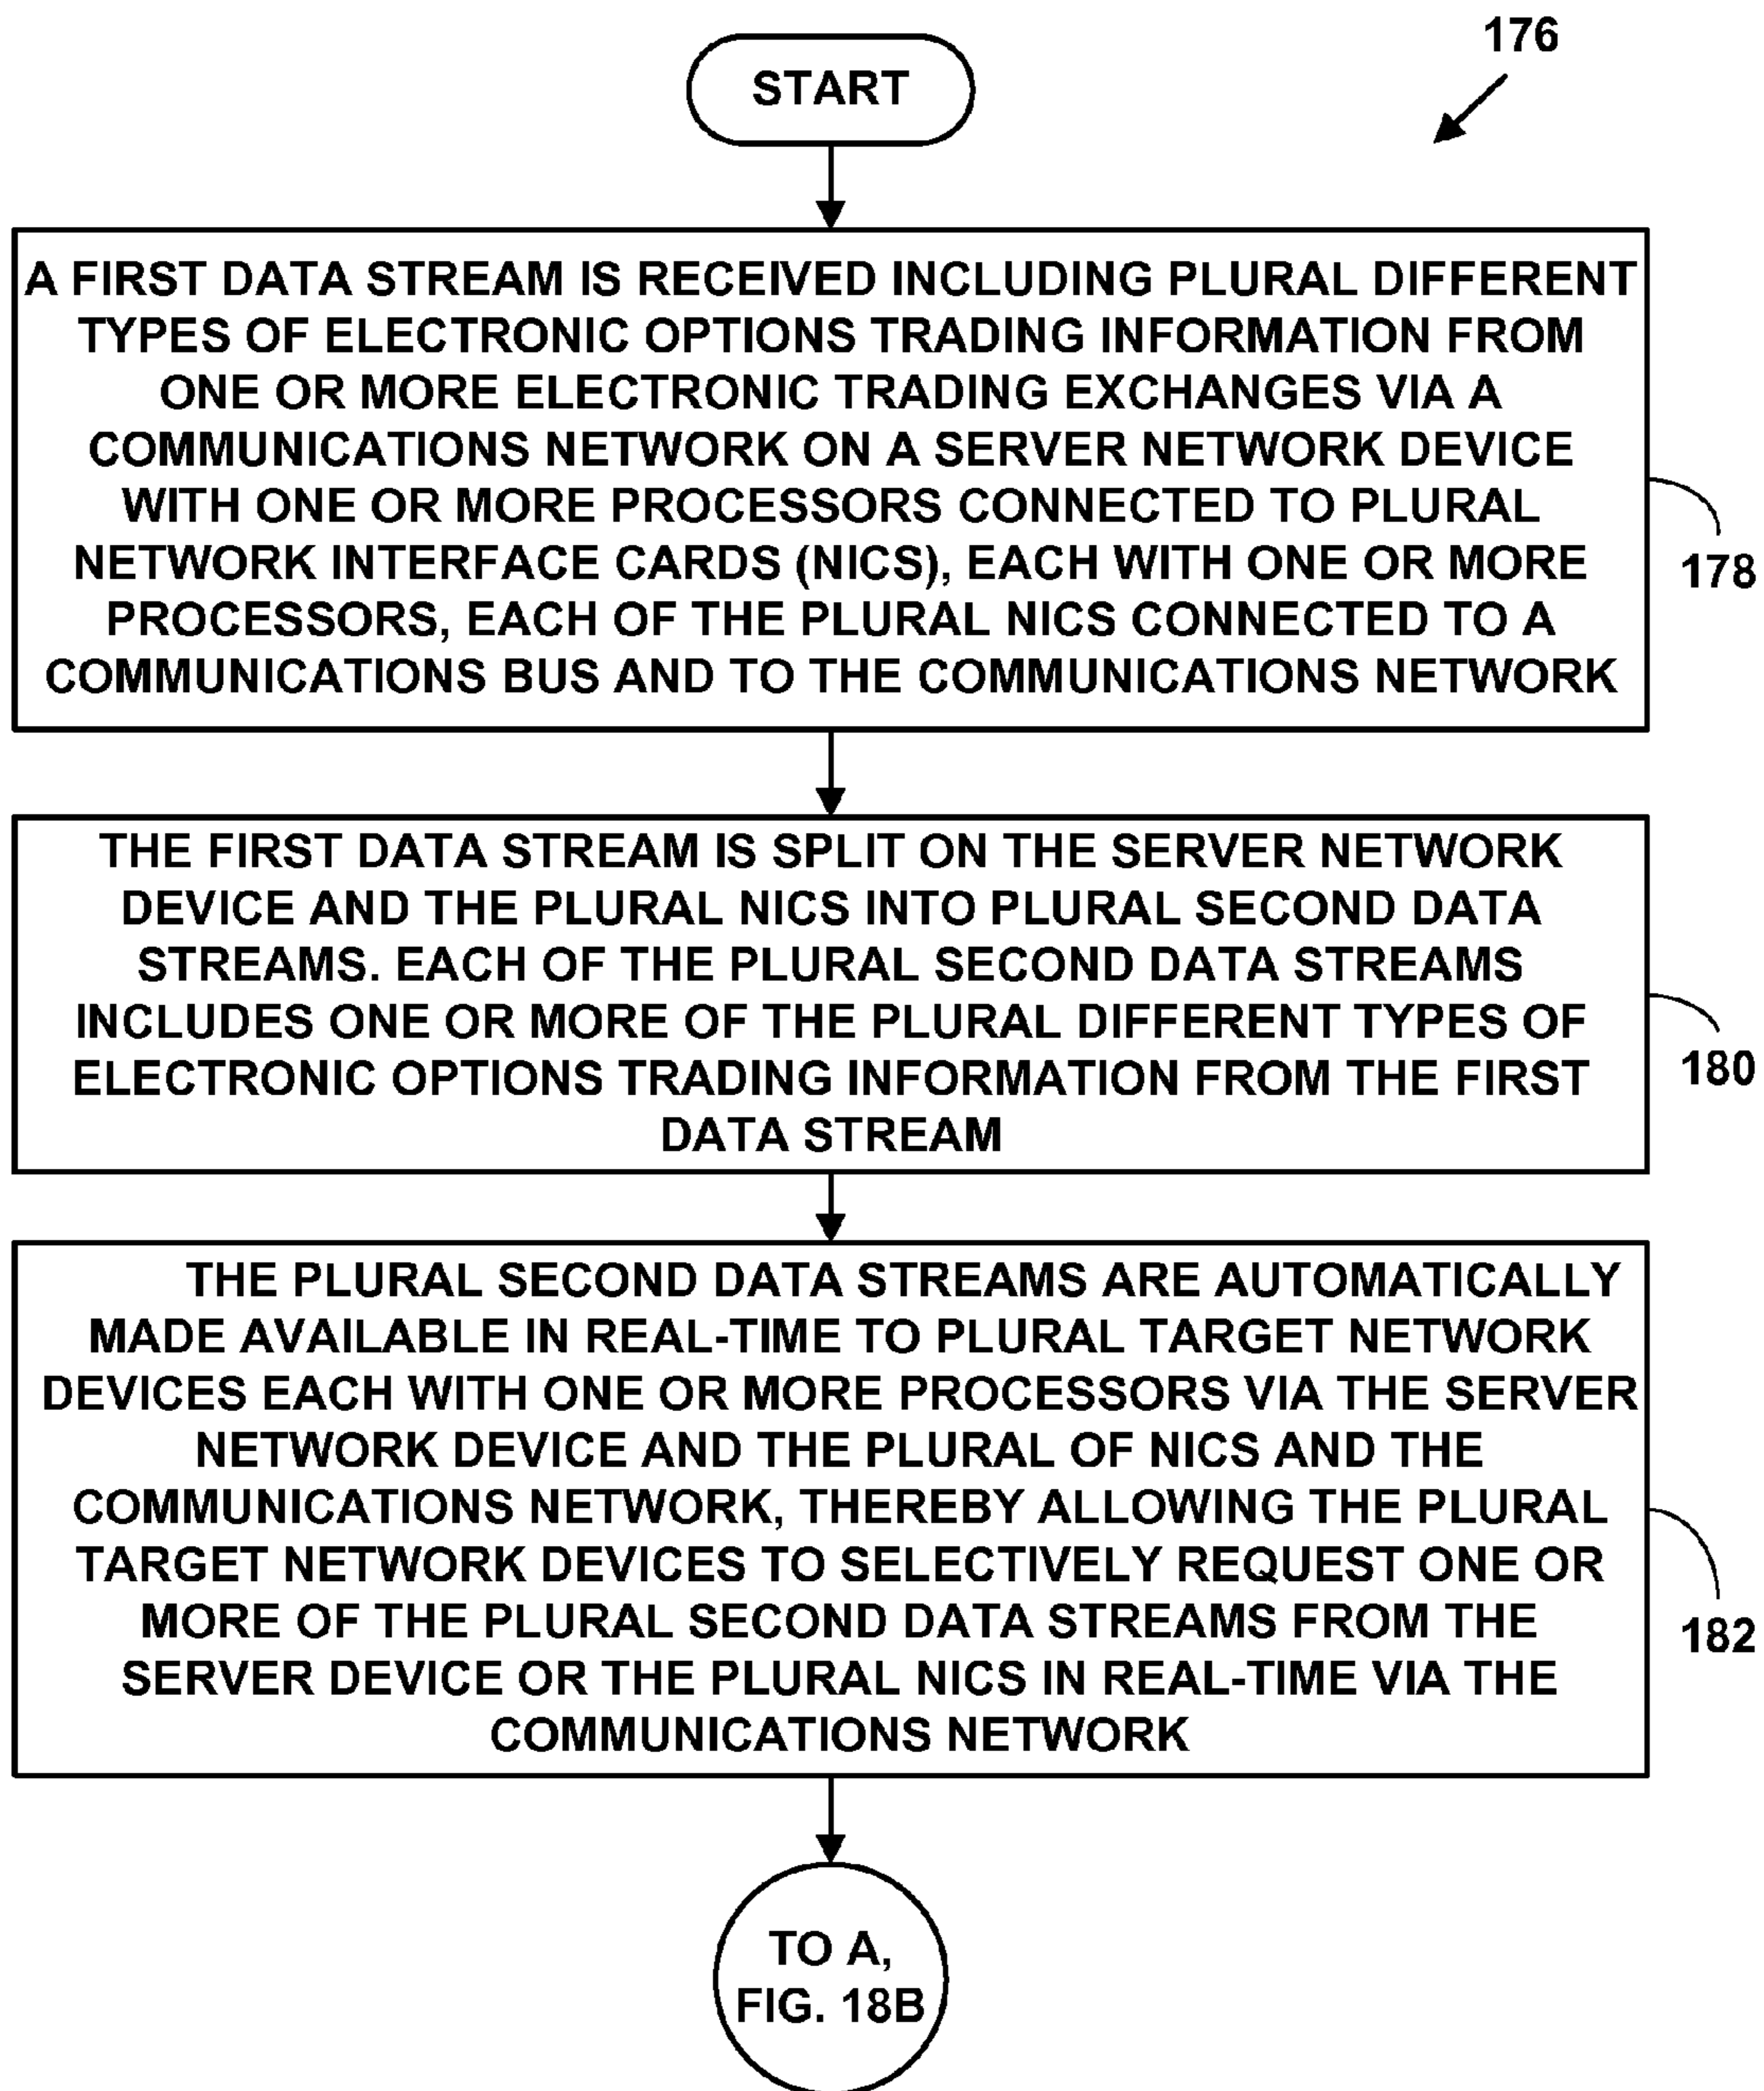 176
START
A FIRST DATA STREAM IS RECEIVED INCLUDING PLURAL DIFFERENT
TYPES OF ELECTRONIC OPTIONS TRADING INFORMATION FROM
ONE OR MORE ELECTRONIC TRADING EXCHANGES VIA A
COMMUNICATIONS NETWORK ON A SERVER NETWORK DEVICE
WITH ONE OR MORE PROCESSORS CONNECTED TO PLURAL
NETWORK INTERFACE CARDS (NICS), EACH WITH ONE OR MORE
PROCESSORS, EACH OF THE PLURAL NICS CONNECTED TO A
COMMUNICATIONS BUS AND TO THE COMMUNICATIONS NETWORK
178
THE FIRST DATA STREAM IS SPLIT ON THE SERVER NETWORK
DEVICE AND THE PLURAL NICS INTO PLURAL SECOND DATA
STREAMS. EACH OF THE PLURAL SECOND DATA STREAMS
INCLUDES ONE OR MORE OF THE PLURAL DIFFERENT TYPES OF
ELECTRONIC OPTIONS TRADING INFORMATION FROM THE FIRST
DATA STREAM
180
THE PLURAL SECOND DATA STREAMS ARE AUTOMATICALLY
MADE AVAILABLE IN REAL-TIME TO PLURAL TARGET NETWORK
DEVICES EACH WITH ONE OR MORE PROCESSORS VIA THE SERVER
NETWORK DEVICE AND THE PLURAL OF NICS AND THE
COMMUNICATIONS NETWORK, THEREBY ALLOWING THE PLURAL
TARGET NETWORK DEVICES TO SELECTIVELY REQUEST ONE OR
MORE OF THE PLURAL SECOND DATA STREAMS FROM THE
SERVER DEVICE OR THE PLURAL NICS IN REAL-TIME VIA THE
COMMUNICATIONS NETWORK
182
TO A,
FIG. 18B